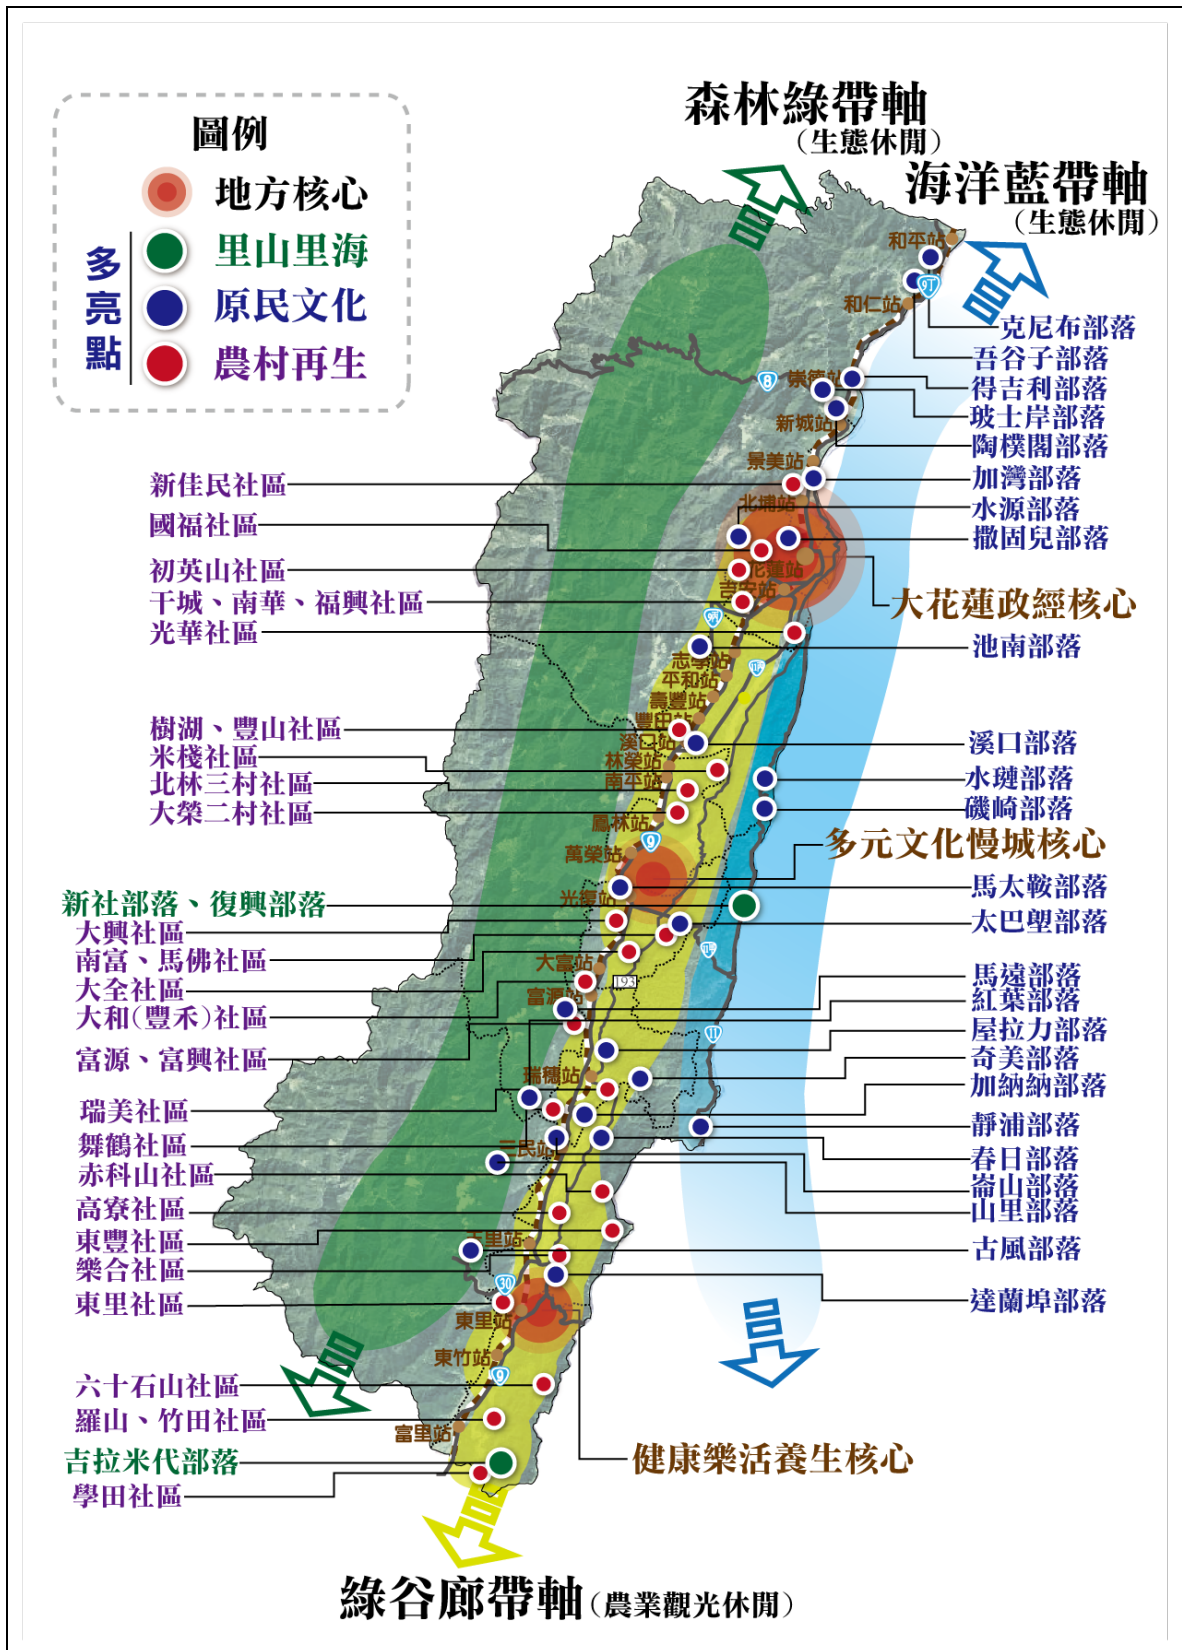 森林綠帶軸
(生態休閒)
海洋藍帶軸
(生態休閒)
圖例
地方核心
多亮點
里山里海
原民文化
農村再生
和平站
9丁
和仁站
克尼布部落
吾谷子部落
8
崇德站
得吉利部落
玻士岸部落
新城站
陶樸閣部落
景美站
加灣部落
新佳民社區
北埔站
水源部落
國福社區
撒固兒部落
初英山社區
花蓮站
吉安站
干城、南華、福興社區
大花蓮政經核心
9丙
光華社區
池南部落
志學站
11丙
平和站
壽豐站
豐田站
樹湖、豐山社區
溪口站
溪口部落
米棧社區
林榮站
南平站
水璉部落
北林三村社區
磯崎部落
大榮二村社區
鳳林站
9
萬榮站
多元文化慢城核心
光復站
馬太鞍部落
新社部落、復興部落
太巴塱部落
大興社區
南富、馬佛社區
大富站
193
馬遠部落
大全社區
富源站
紅葉部落
大和(豐禾)社區
11
屋拉力部落
富源、富興社區
奇美部落
瑞穗站
加納納部落
瑞美社區
靜浦部落
舞鶴社區
三民站
春日部落
赤科山社區
崙山部落
高寮社區
山里部落
東豐社區
玉里站
古風部落
樂合社區
30
東里社區
達蘭埠部落
東里站
東竹站
9
六十石山社區
羅山、竹田社區
富里站
吉拉米代部落
健康樂活養生核心
學田社區
綠谷廊帶軸(農業觀光休閒)